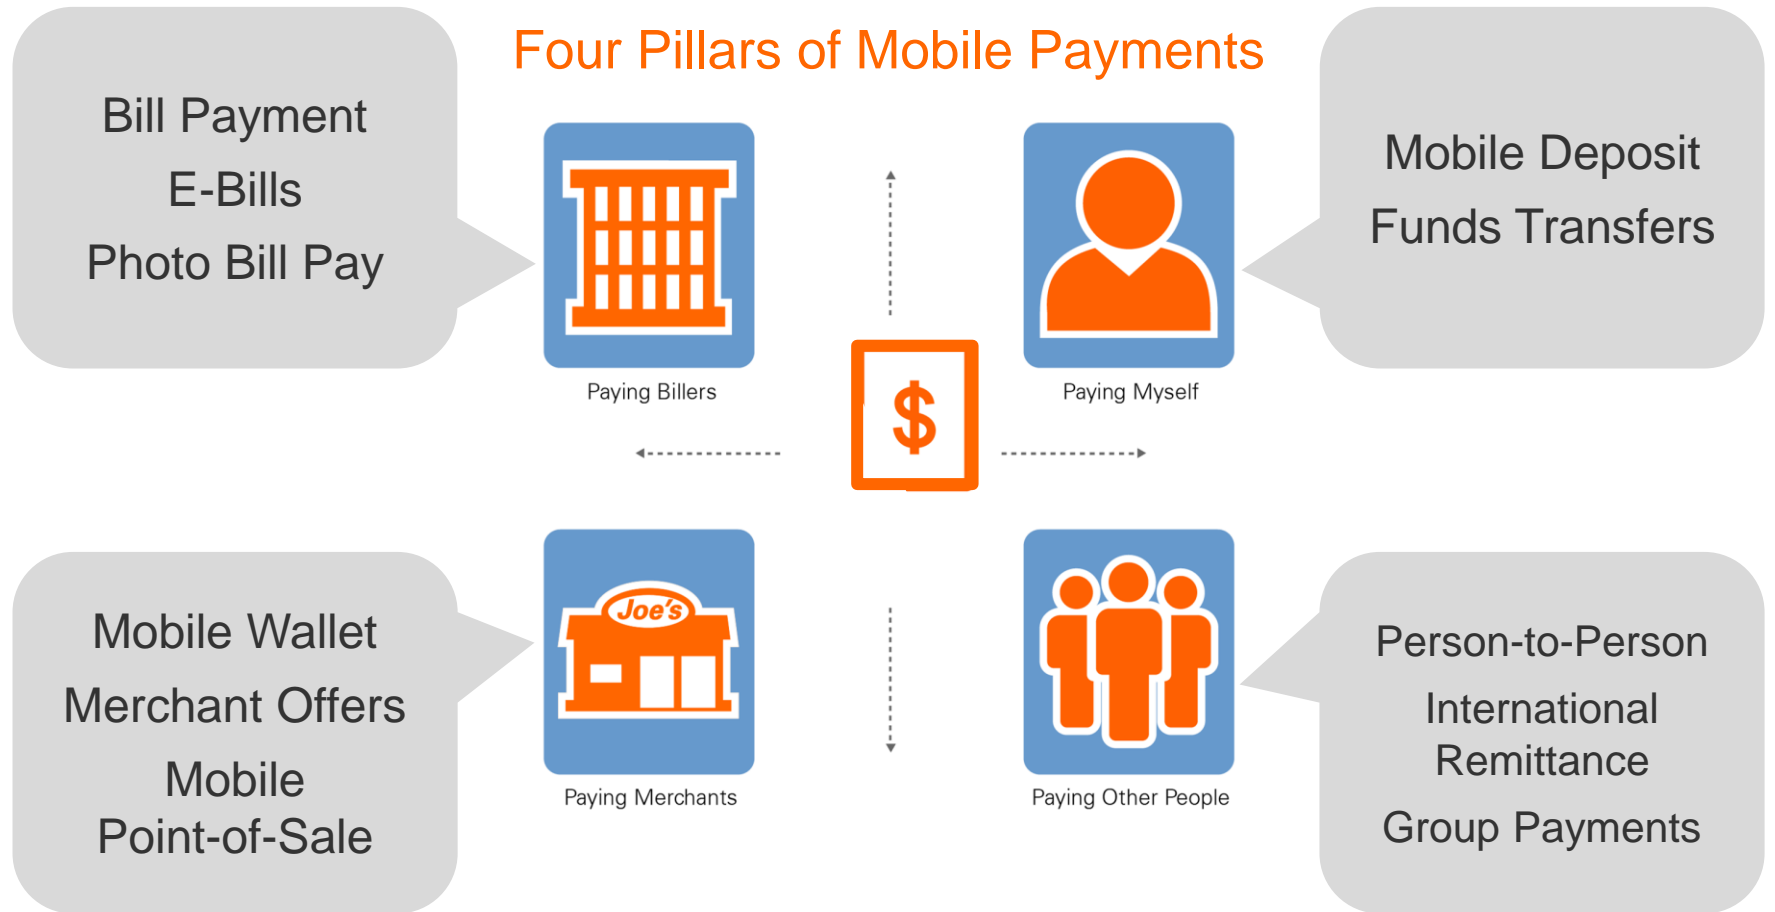 Four Pillars of Mobile Payments
Bill Payment
E-Bills
Photo Bill Pay
Paying Billers
Mobile Deposit
Funds Transfers
Paying Myself
$
Mobile Wallet
Merchant Offers
Mobile
Point-of-Sale
Joe's
Paying Merchants
Person-to-Person
International
Remittance
Group Payments
Paying Other People